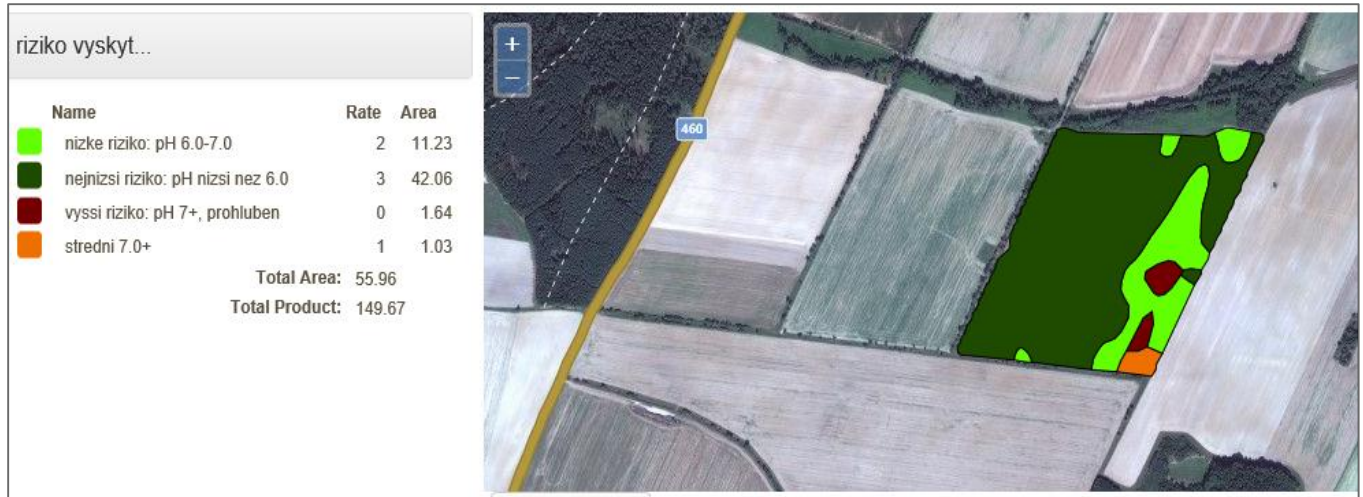 riziko vyskyt...
Name Rate Area
nizke riziko: pH 6.0-7.0 2 11.23
nejnizsi riziko: pH nizsi nez 6.0 3 42.06
vyssi riziko: pH 7+, prohluben 0 1.64
stredni 7.0+ 1 1.03
Total Area: 55.96
Total Product: 149.67
+
−
460